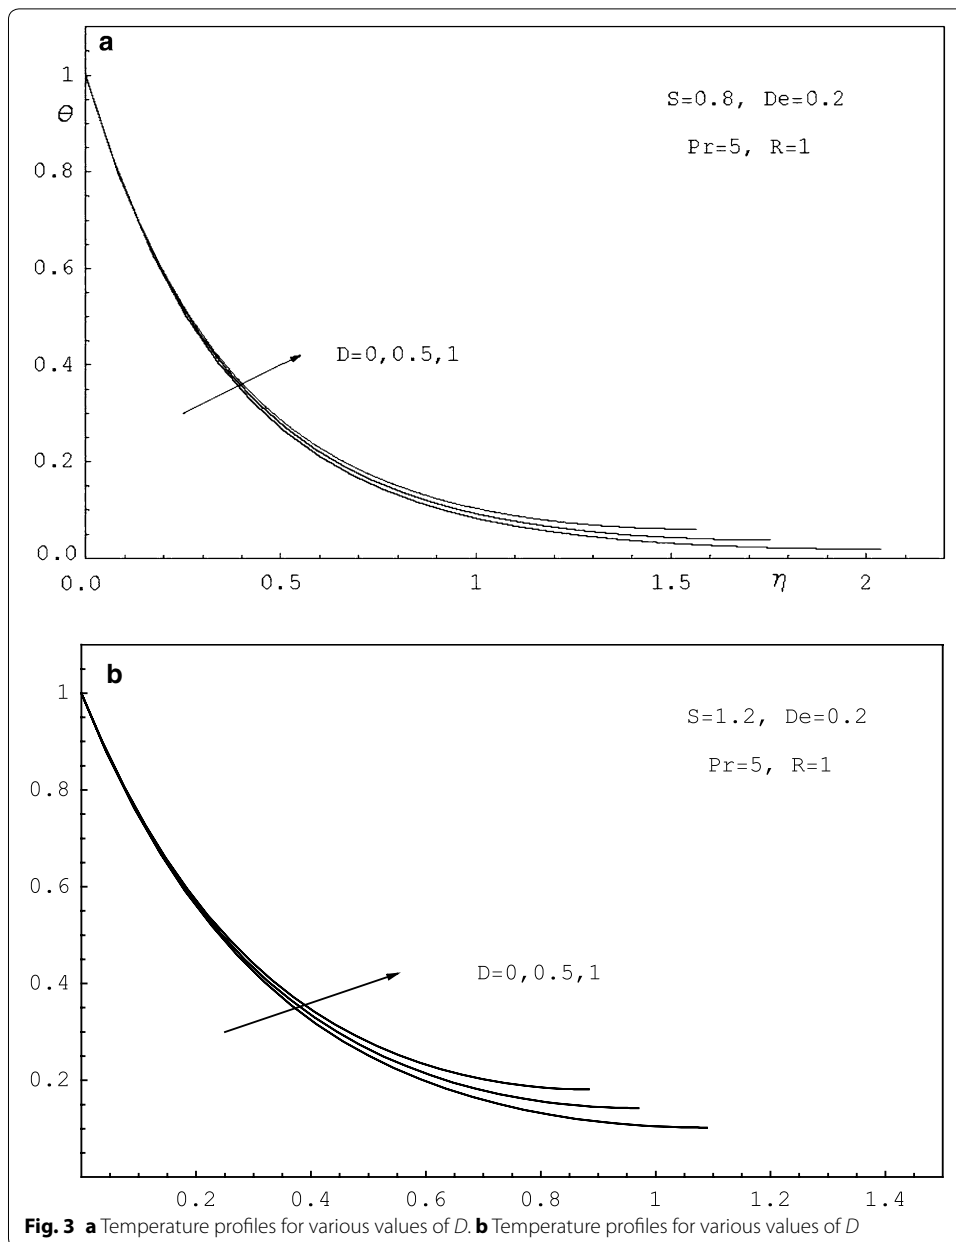 a
1
θ
S=0.8, De=0.2
Pr=5, R=1
0.8
0.6
0.4
D=0,0.5,1
0.2
0.0
0.0 0.5 1 1.5 η 2
b
1
S=1.2, De=0.2
Pr=5, R=1
0.8
0.6
0.4
D=0,0.5,1
0.2
0.2 0.4 0.6 0.8 1 1.2 1.4
Fig. 3 a Temperature profiles for various values of D. b Temperature profiles for various values of D